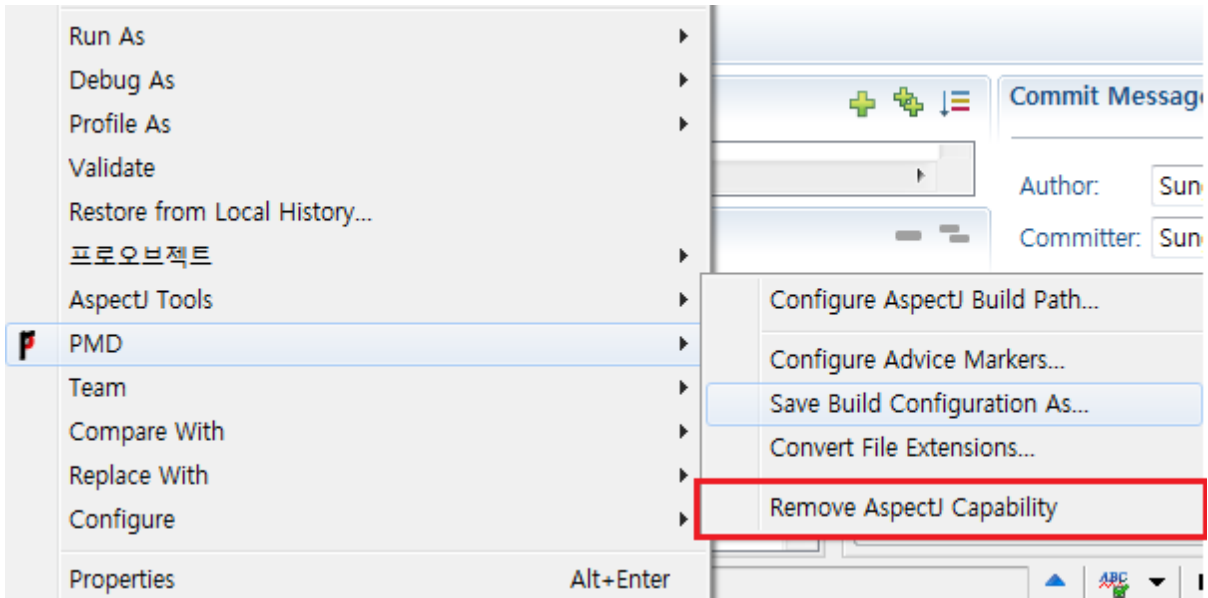 Run As
Debug As
Profile As
Validate
Restore from Local History...
프로오브젝트
AspectJ Tools
PMD
Team
Compare With
Replace With
Configure
Properties Alt+Enter
Commit Messag
Author: Sun
Committer: Sun
Configure AspectJ Build Path...
Configure Advice Markers...
Save Build Configuration As...
Convert File Extensions...
Remove AspectJ Capability
ABC